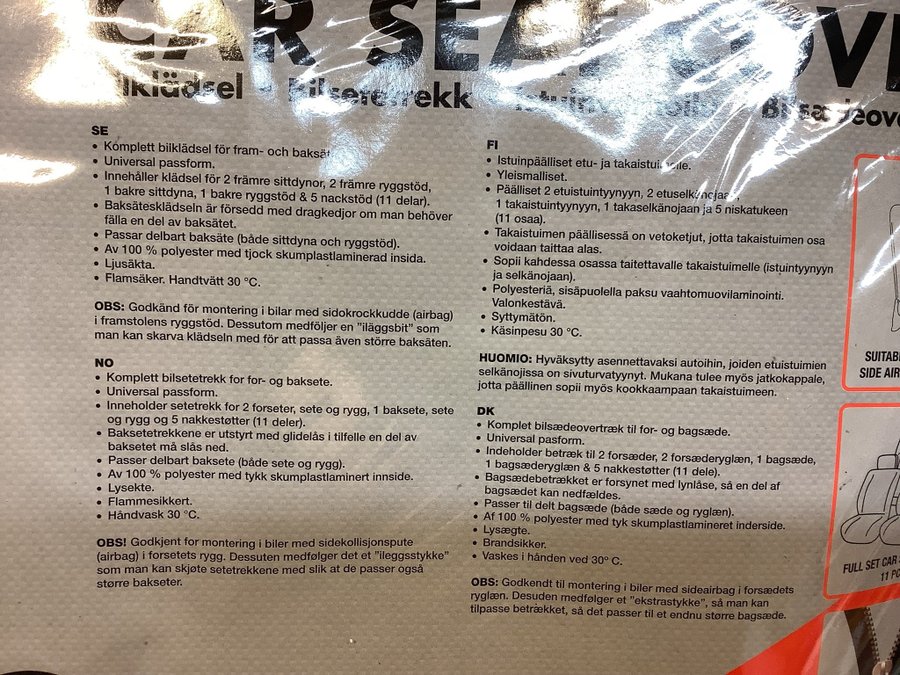 CAR SEAT COVE
ilklädsel • Bilsetetrekk
SE
• Komplett bilklädsel för fram- och baksät
• Universal passform.
• Innehåller klädsel för 2 främre sittdynor, 2 främre ryggstöd,
1 bakre sittdyna, 1 bakre ryggstöd & 5 nackstöd (11 delar).
• Baksätesklädseln är försedd med dragkedjor om man behöver
fälla en del av baksätet.
• Passar delbart baksäte (både sittdyna och ryggstöd).
• Av 100 % polyester med tjock skumplastlaminerad insida.
• Ljusäkta.
• Flamsäker. Handtvätt 30 °C.
OBS: Godkänd för montering i bilar med sidokrockkudde (airbag)
i framstolens ryggstöd. Dessutom medföljer en "iläggsbit" som
man kan skarva klädseln med för att passa även större baksäten.
NO
• Komplett bilsetetrekk for for- og baksete.
• Universal passform.
• Inneholder setetrekk for 2 forseter, sete og rygg, 1 baksete, sete
og rygg og 5 nakkestøtter (11 deler).
• Baksetetrekkene er utstyrt med glidelås i tilfelle en del av
baksetet må slås ned.
• Passer delbart baksete (både sete og rygg).
• Av 100 % polyester med tykk skumplastlaminert innside.
• Lysekte.
• Flammesikkert.
• Håndvask 30 °C.
OBS! Godkjent for montering i biler med sidekollisjonspute
(airbag) i forsetets rygg. Dessuten medfølger det et "ileggsstykke"
som man kan skjøte setetrekkene med slik at de passer også
større bakseter.
FI
• Istuinpäälliset etu- ja
• Yleismalliset.
• Päälliset 2 etuistuintyynyyn, 2 etuselkänojaan,
1 takaistuintyynyyn, 1 takaselkänojaan ja 5 niskatukeen
(11 osaa).
• Takaistuimen päällisessä on vetoketjut, jotta takaistuimen osa
voidaan taittaa alas.
• Sopii kahdessa osassa taitettavalle takaistuimelle (istuintyynyyn
ja selkänojaan).
• Polyesteriä, sisäpuolella paksu vaahtomuovilaminointi.
Valonkestävä.
• Syttymätön.
• Käsinpesu 30 °C.
HUOMIO: Hyväksytty asennettavaksi autoihin, joiden etuistuimien
selkänojissa on sivuturvatyynyt. Mukana tulee myös jatkokappale,
jotta päällinen sopii myös kookkaampaan takaistuimeen.
DK
• Komplet bilsædeovertræk til for- og bagsæde.
• Universal pasform.
• Indeholder betræk til 2 forsæder, 2 forsæderyglæn, 1 bagsæde,
1 bagsæderyglæn & 5 nakkestøtter (11 dele).
• Bagsædebetrækket er forsynet med lynlåse, så en del af
bagsædet kan nedfældes.
• Passer til delt bagsæde (både sæde og ryglæn).
• Af 100 % polyester med tyk skumplastlamineret inderside.
• Lysægte.
• Brandsikker.
• Vaskes i hånden ved 30° C.
OBS: Godkendt til montering i biler med sideairbag i forsædets
ryglæn. Desuden medfølger et "ekstrastykke", så man kan
tilpasse betrækket, så det passer til et endnu større bagsæde.
SUITAB
SIDE AIR
FULL SET CAR
11 PC